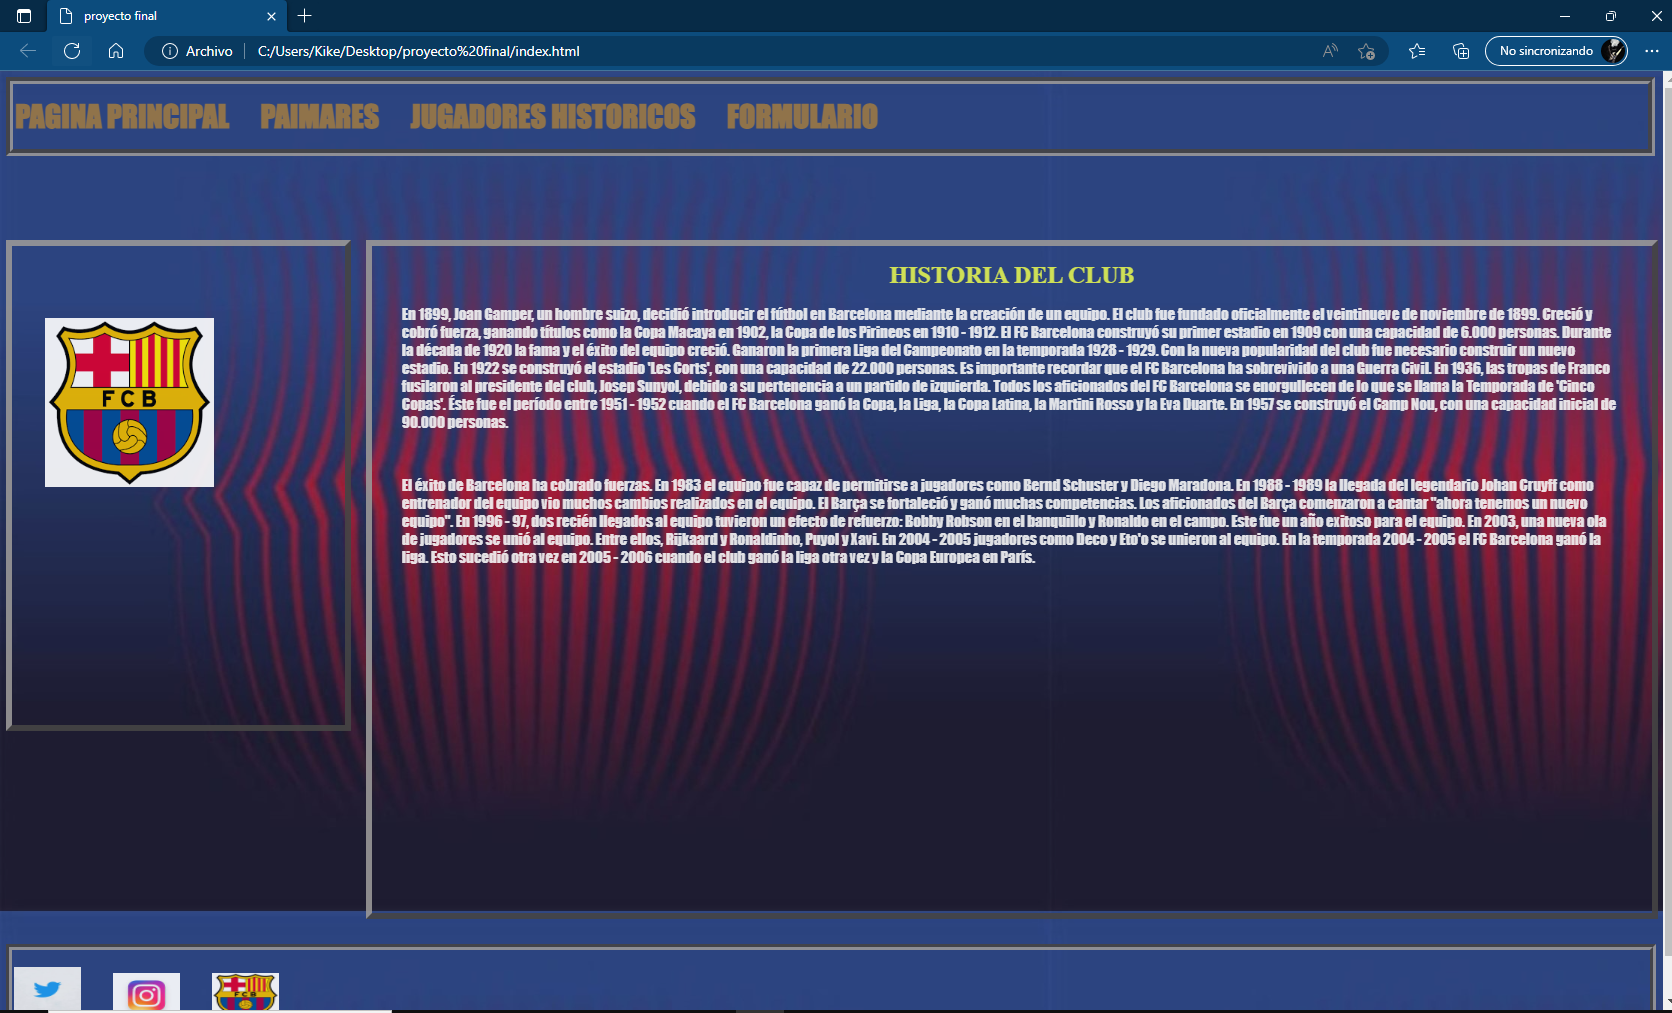 proyecto final
Archivo
C:/Users/Kike/Desktop/proyecto%20final/index.html
No sincronizando
PAGINA PRINCIPAL PAIMARES JUGADORES HISTORICOS FORMULARIO
FCB
HISTORIA DEL CLUB
En 1899, Joan Gamper, un hombre suizo, decidió introducir el fútbol en Barcelona mediante la creación de un equipo. El club fue fundado oficialmente el veintinueve de noviembre de 1899. Creció y
cobró fuerza, ganando títulos como la Copa Macaya en 1902, la Copa de los Pirineos en 1910 - 1912. El FC Barcelona construyó su primer estadio en 1909 con una capacidad de 6.000 personas. Durante
la década de 1920 la fama y el éxito del equipo creció. Ganaron la primera Liga del Campeonato en la temporada 1928 - 1929. Con la nueva popularidad del club fue necesario construir un nuevo
estadio. En 1922 se construyó el estadio 'Les Corts', con una capacidad de 22.000 personas. Es importante recordar que el FC Barcelona ha sobrevivido a una Guerra Civil. En 1936, las tropas de Franco
fusilaron al presidente del club, Josep Sunyol, debido a su pertenencia a un partido de izquierda. Todos los aficionados del FC Barcelona se enorgullecen de lo que se llama la Temporada de 'Cinco
Copas'. Éste fue el período entre 1951 - 1952 cuando el FC Barcelona ganó la Copa, la Liga, la Copa Latina, la Martini Rosso y la Eva Duarte. En 1957 se construyó el Camp Nou, con una capacidad inicial de
90.000 personas.
El éxito de Barcelona ha cobrado fuerzas. En 1983 el equipo fue capaz de permitirse a jugadores como Bernd Schuster y Diego Maradona. En 1988 - 1989 la llegada del legendario Johan Cruyff como
entrenador del equipo vio muchos cambios realizados en el equipo. El Barça se fortaleció y ganó muchas competencias. Los aficionados del Barça comenzaron a cantar "ahora tenemos un nuevo
equipo". En 1996 - 97, dos recién llegados al equipo tuvieron un efecto de refuerzo: Bobby Robson en el banquillo y Ronaldo en el campo. Este fue un año exitoso para el equipo. En 2003, una nueva ola
de jugadores se unió al equipo. Entre ellos, Rijkaard y Ronaldinho, Puyol y Xavi. En 2004 - 2005 jugadores como Deco y Eto'o se unieron al equipo. En la temporada 2004 - 2005 el FC Barcelona ganó la
liga. Esto sucedió otra vez en 2005 - 2006 cuando el club ganó la liga otra vez y la Copa Europea en París.
FCB